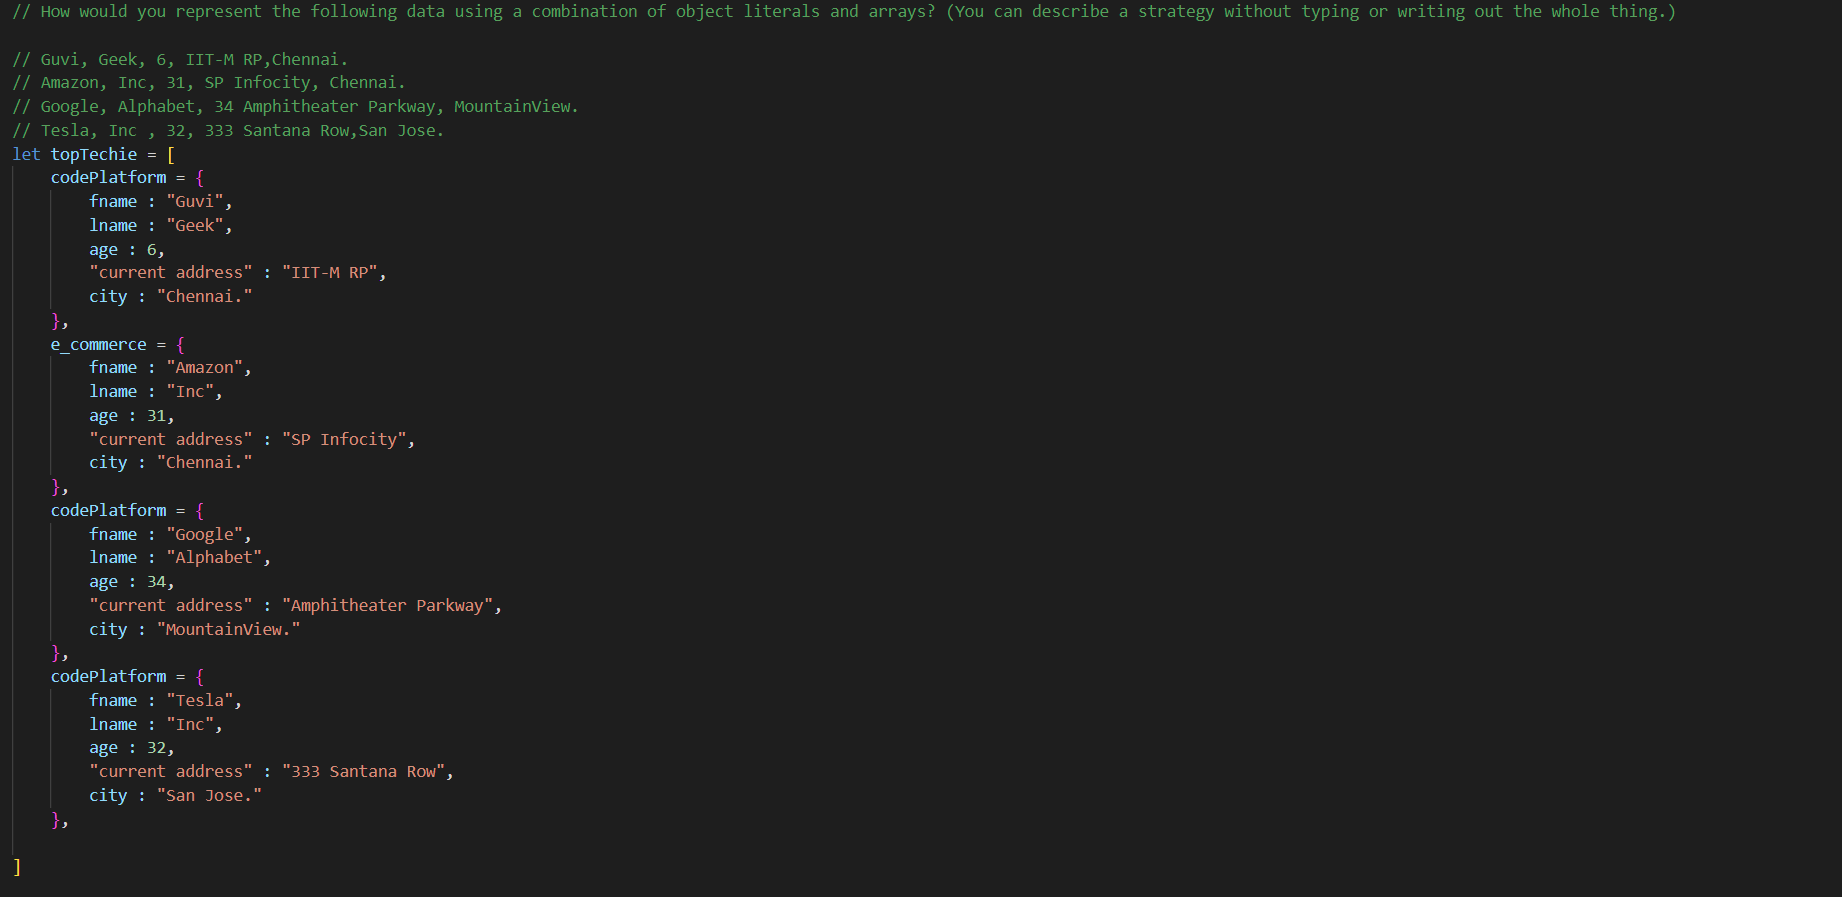 // How would you represent the following data using a combination of object literals and arrays? (You can describe a strategy without typing or writing out the whole thing.)
// Guvi, Geek, 6, IIT-M RP,Chennai.
// Amazon, Inc, 31, SP Infocity, Chennai.
// Google, Alphabet, 34 Amphitheater Parkway, MountainView.
// Tesla, Inc , 32, 333 Santana Row,San Jose.
let topTechie = [
codePlatform = {
fname : "Guvi",
lname : "Geek",
age : 6,
"current address" : "IIT-M RP",
city : "Chennai."
},
e_commerce = {
fname : "Amazon",
lname : "Inc",
age : 31,
"current address" : "SP Infocity",
city : "Chennai."
},
codePlatform = {
fname : "Google",
lname : "Alphabet",
age : 34,
"current address" : "Amphitheater Parkway",
city : "MountainView."
},
codePlatform = {
fname : "Tesla",
lname : "Inc",
age : 32,
"current address" : "333 Santana Row",
city : "San Jose."
},
]